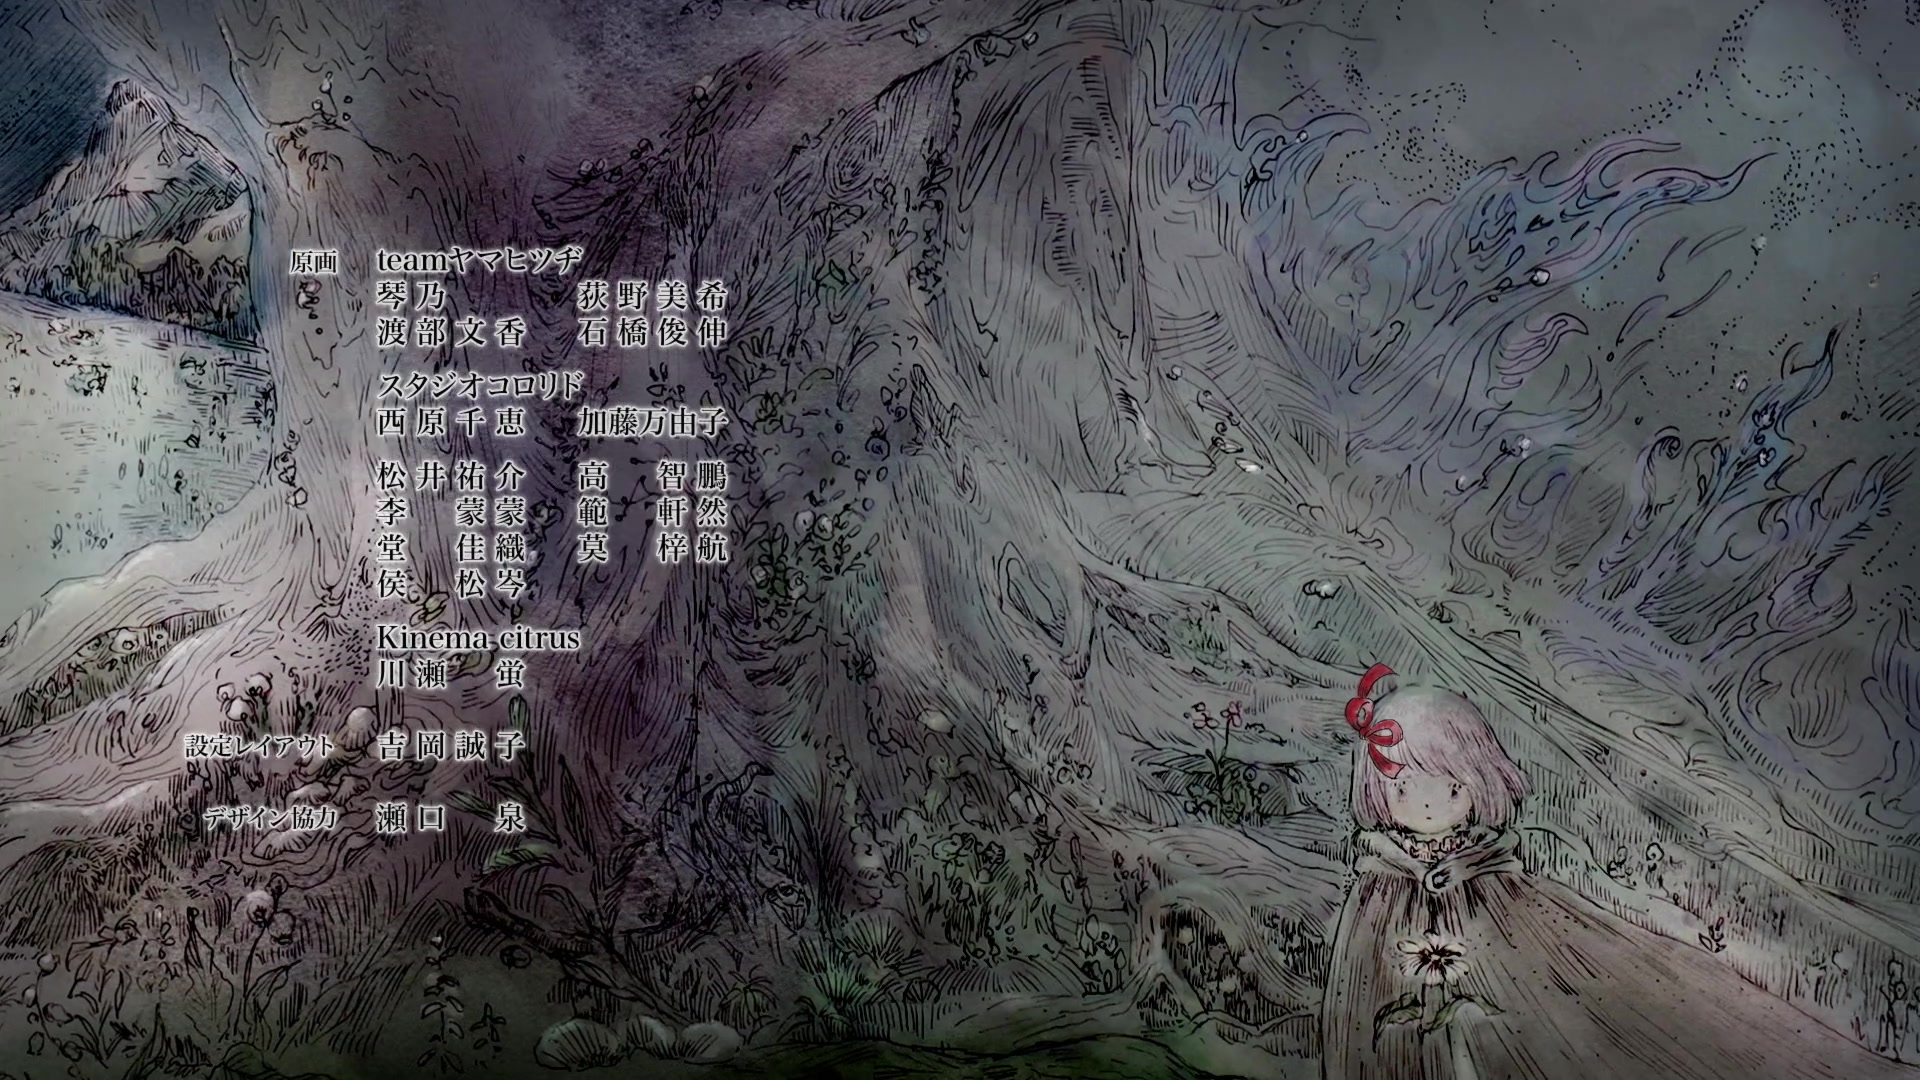 原画 teamヤマヒツヂ
琴乃 荻野美希
渡部文香 石橋俊伸
スタジオコロリド
西原千恵 加藤万由子
松井祐介 高智鵬
李蒙蒙 範軒然
堂佳織 莫梓航
侯松岑
Kinema citrus
川瀬蛍
設定レイアウト 吉岡誠子
デザイン協力 瀬口泉